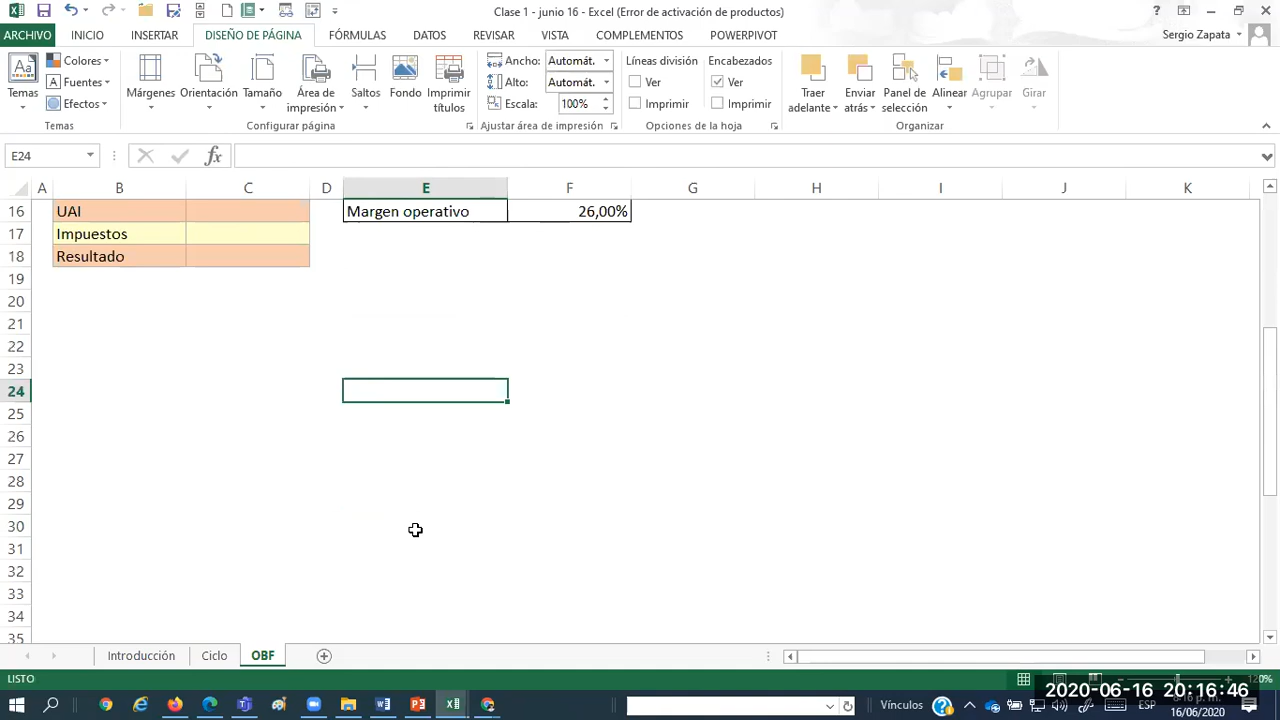 Clase 1 - junio 16 - Excel (Error de activación de productos)
ARCHIVO INICIO INSERTAR DISEÑO DE PÁGINA FÓRMULAS DATOS REVISAR VISTA COMPLEMENTOS POWERPIVOT Sergio Zapata
Temas Colores Fuentes Efectos
Márgenes Orientación Tamaño Área de impresión Saltos Fondo Imprimir títulos
Ancho: Automát.
Alto: Automát.
Escala: 100%
Líneas división Encabezados
Ver Ver
Imprimir Imprimir
Traer adelante Enviar atrás Panel de selección Alinear Agrupar Girar
Temas Configurar página Ajustar área de impresión Opciones de la hoja Organizar
E24 fx
A B C D E F G H I J K
16 UAI Margen operativo 26,00%
17 Impuestos
18 Resultado
19
20
21
22
23
24
25
26
27
28
29
30
31
32
33
34
35
Introducción Ciclo OBF
LISTO
2020-06-16 20:16:46
Vínculos ESP
16/06/2020